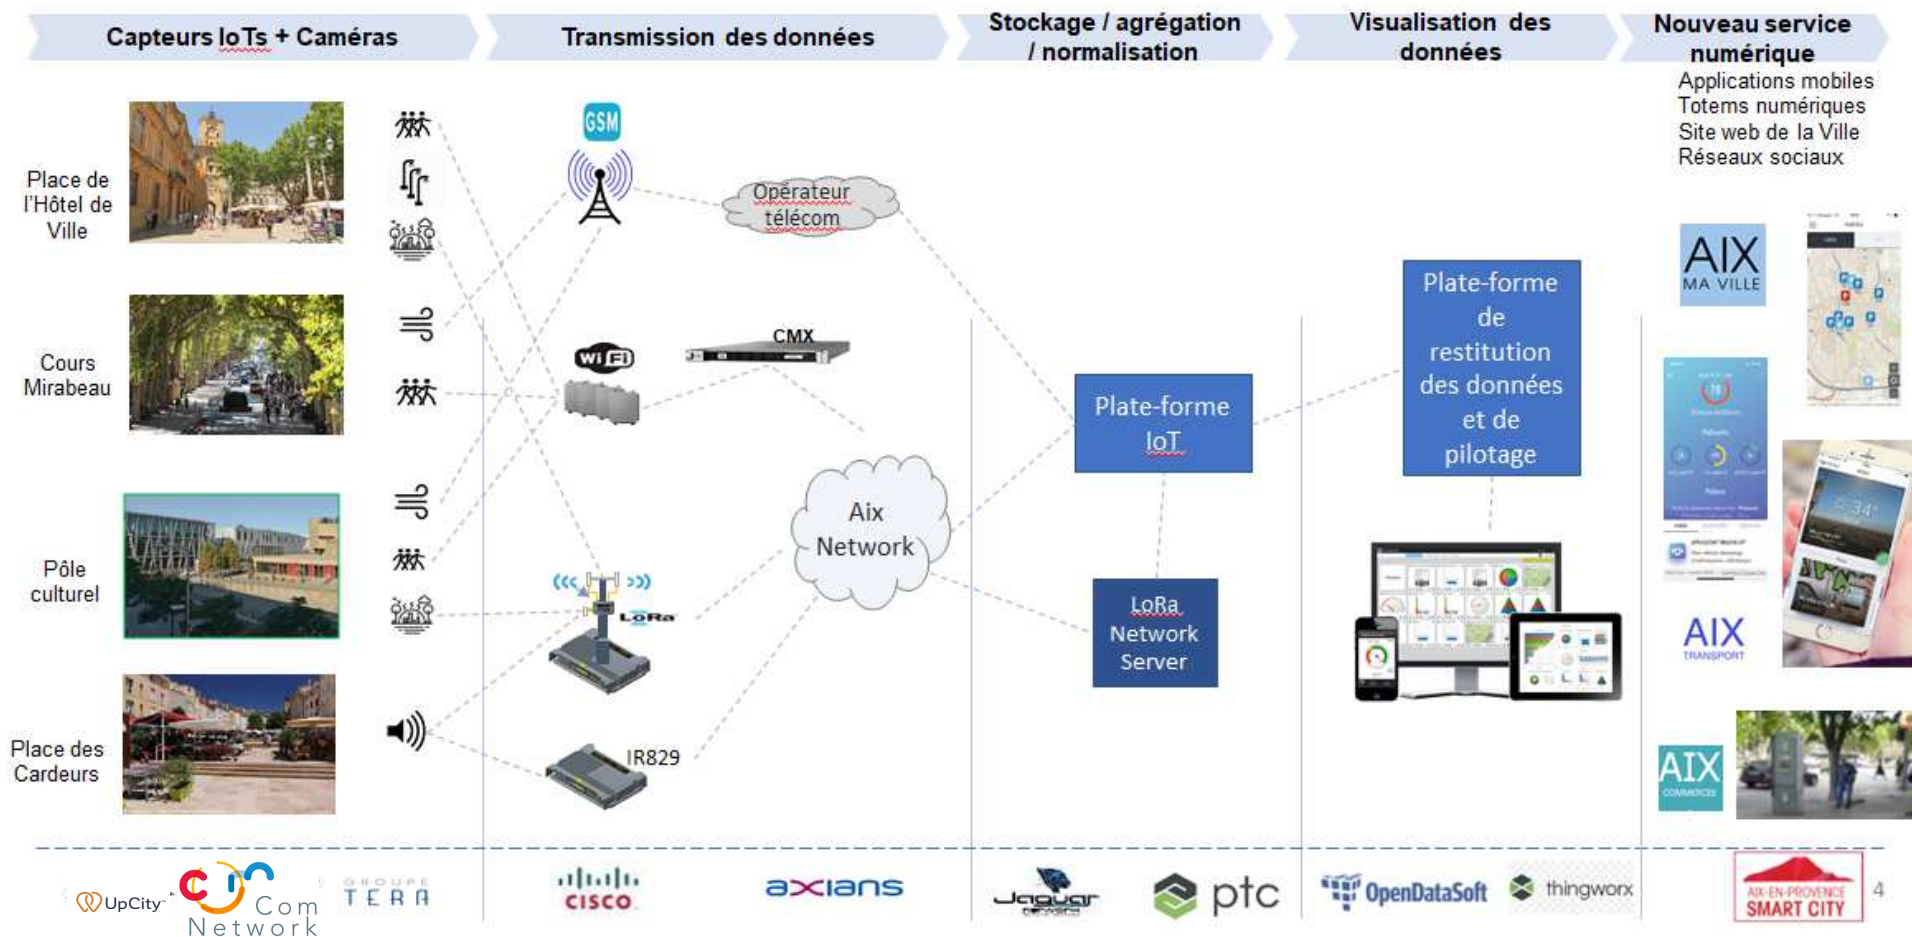 Capteurs IoTs + Caméras
Transmission des données
Stockage / agrégation
/ normalisation
Visualisation des
données
Nouveau service
numérique
Applications mobiles
Totems numériques
Site web de la Ville
Réseaux sociaux
Place de
l'Hôtel de
Ville
Cours
Mirabeau
Pôle
culturel
Place des
Cardeurs
GSM
Opérateur
télécom
WiFi
CMX
Aix
Network
LoRa
IR829
Plate-forme
IoT
LoRa
Network
Server
Plate-forme
de
restitution
des données
et de
pilotage
AIX
MA VILLE
34°
AIX
TRANSPORT
AIX
COMMERCES
UpCity
Com
Network
GROUPE
TERA
CISCO
axians
Jaguar
NETWORK
ptc
OpenDataSoft
thingworx
AIX-EN-PROVENCE
SMART CITY
4